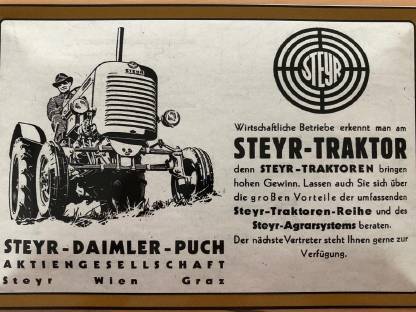 STEYR
Wirtschaftliche Betriebe erkennt man am
STEYR-TRAKTOR
denn STEYR-TRAKTOREN bringen
hohen Gewinn. Lassen auch Sie sich über
die großen Vorteile der umfassenden
Steyr-Traktoren-Reihe und des
Steyr-Agrarsystems beraten.
Der nächste Vertreter steht Ihnen gerne zur
Verfügung.
STEYR-DAIMLER-PUCH
AKTIENGESELLSCHAFT
Steyr Wien Graz